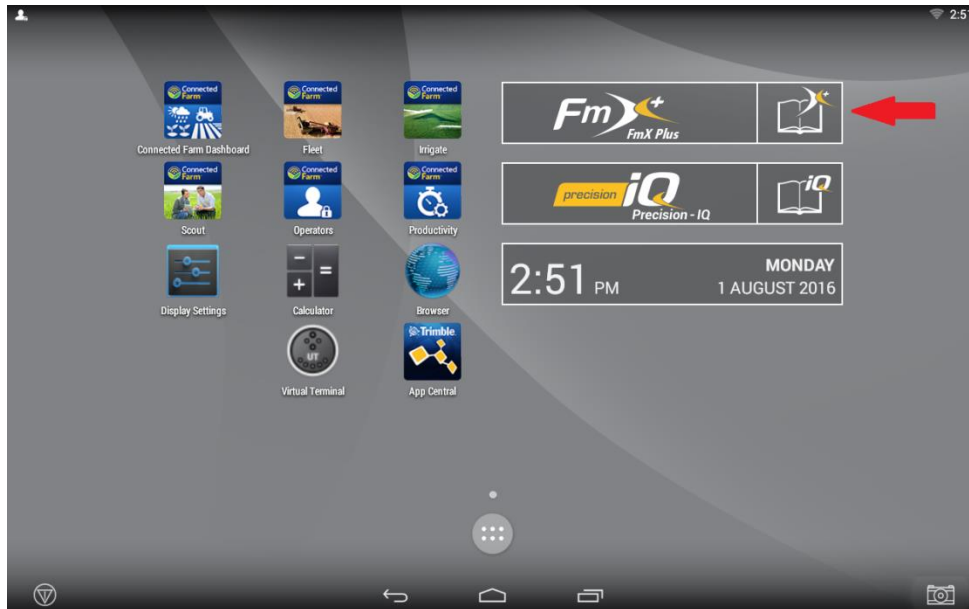 2:5
Connected Farm
Connected Farm Dashboard
Connected Farm
Fleet
Connected Farm
Irrigate
FmX+
FmX Plus
X+
Connected Farm
Scout
Connected Farm
Operators
Connected Farm
Productivity
precision iQ
Precision - IQ
iQ
Display Settings
Calculator
Browser
2:51 PM
MONDAY
1 AUGUST 2016
UT
Virtual Terminal
Trimble
App Central